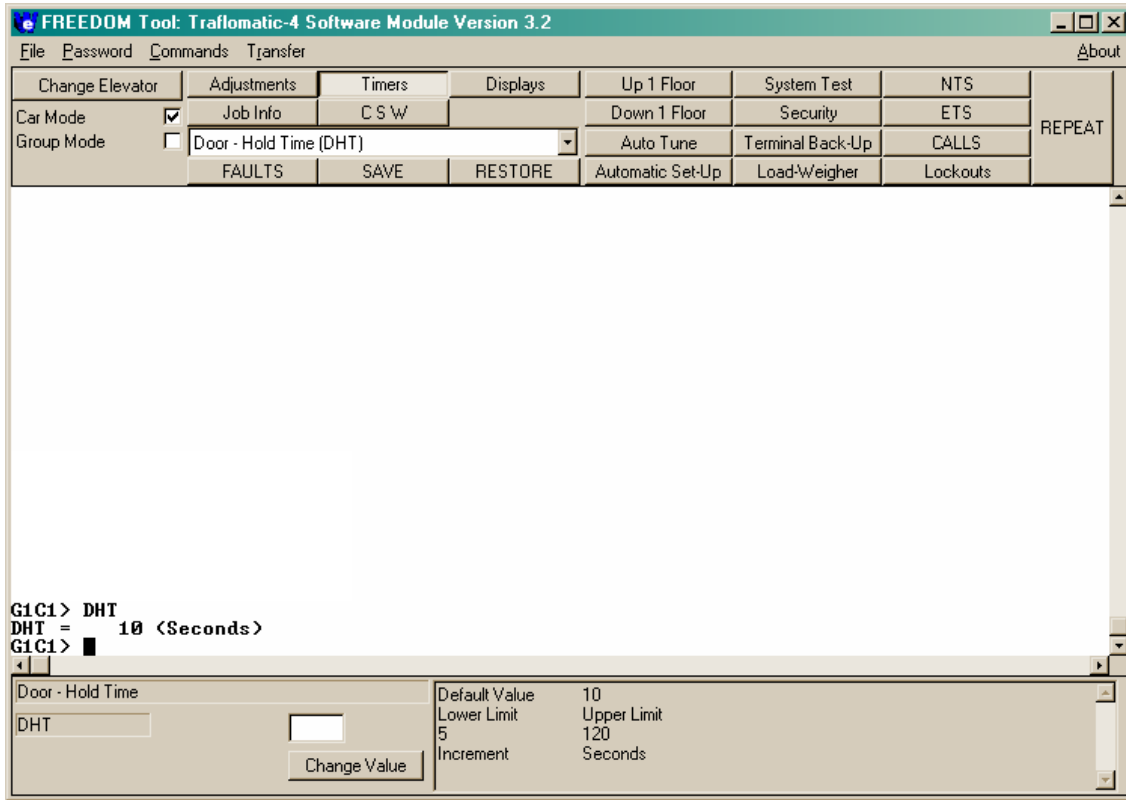 FREEDOM Tool: Traflomatic-4 Software Module Version 3.2
File Password Commands Transfer About
Change Elevator Adjustments Timers Displays Up 1 Floor System Test NTS
Car Mode Job Info C S W Down 1 Floor Security ETS
REPEAT
Group Mode Door - Hold Time (DHT) Auto Tune Terminal Back-Up CALLS
FAULTS SAVE RESTORE Automatic Set-Up Load-Weigher Lockouts
G1C1> DHT
DHT = 10 (Seconds)
G1C1>
Door - Hold Time
DHT
Change Value
Default Value 10
Lower Limit Upper Limit
5 120
Increment Seconds